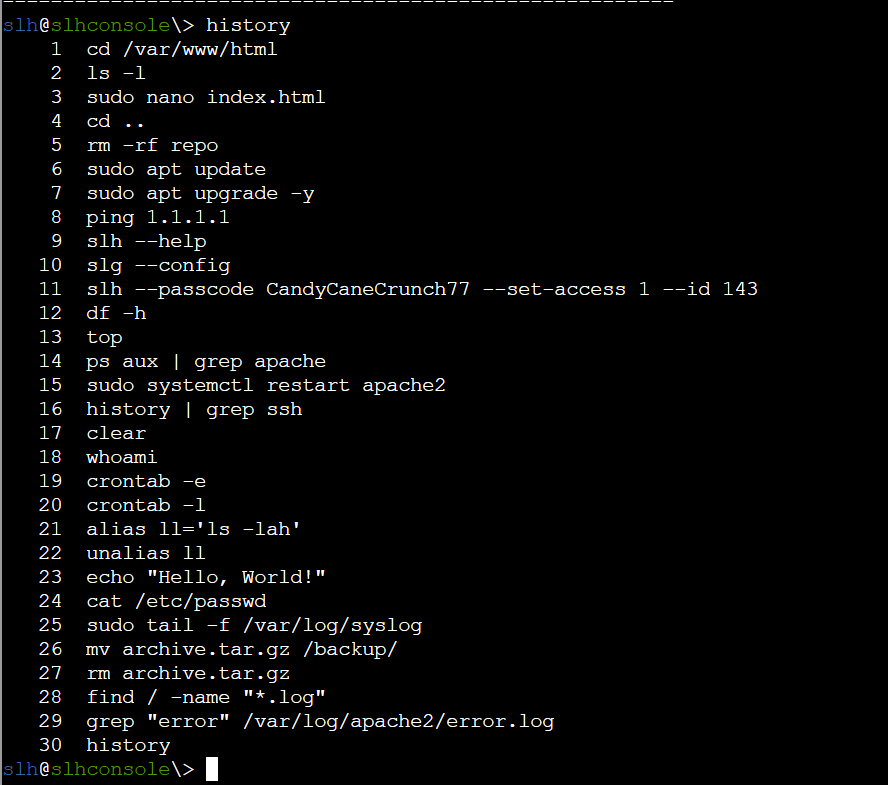 slh@slhconsole\> history
1 cd /var/www/html
2 ls -l
3 sudo nano index.html
4 cd ..
5 rm -rf repo
6 sudo apt update
7 sudo apt upgrade -y
8 ping 1.1.1.1
9 slh --help
10 slg --config
11 slh --passcode CandyCaneCrunch77 --set-access 1 --id 143
12 df -h
13 top
14 ps aux | grep apache
15 sudo systemctl restart apache2
16 history | grep ssh
17 clear
18 whoami
19 crontab -e
20 crontab -l
21 alias ll='ls -lah'
22 unalias ll
23 echo "Hello, World!"
24 cat /etc/passwd
25 sudo tail -f /var/log/syslog
26 mv archive.tar.gz /backup/
27 rm archive.tar.gz
28 find / -name "*.log"
29 grep "error" /var/log/apache2/error.log
30 history
slh@slhconsole\>